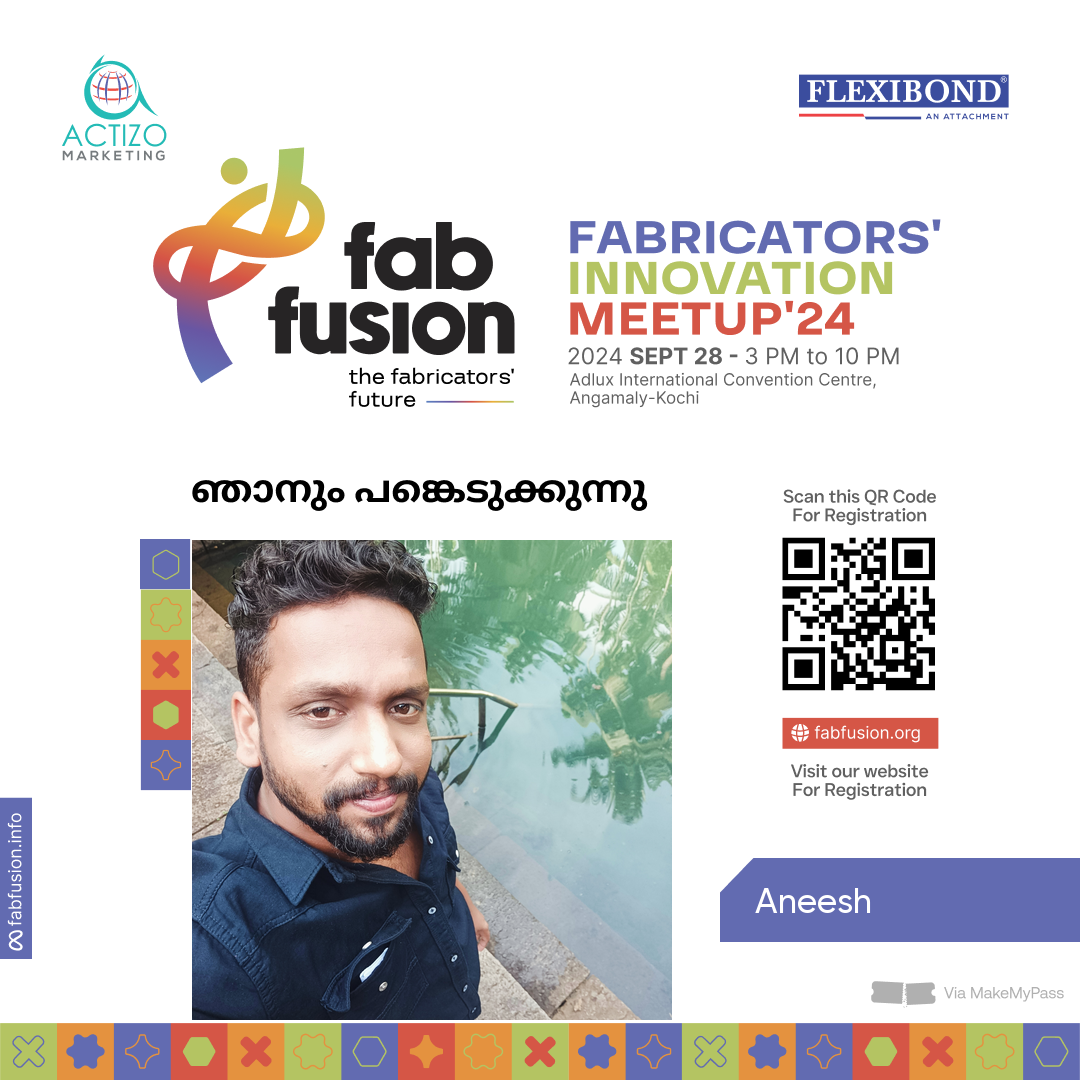 ACTIZO
MARKETING
FLEXIBOND®
AN ATTACHMENT
fab
fusion
the fabricators'
future
FABRICATORS'
INNOVATION
MEETUP'24
2024 SEPT 28 - 3 PM to 10 PM
Adlux International Convention Centre,
Angamaly-Kochi
ഞാനും പങ്കെടുക്കുന്നു
Scan this QR Code
For Registration
fabfusion.org
Visit our website
For Registration
fabfusion.info
Aneesh
Via MakeMyPass